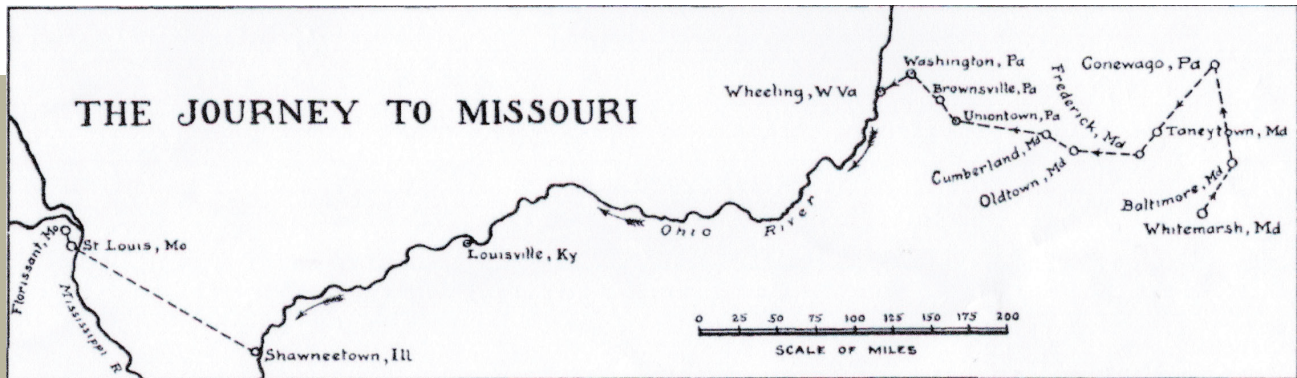 THE JOURNEY TO MISSOURI
Wheeling, W Va
Washington, Pa
Brownsville, Pa
Uniontown, Pa
Cumberland, Md
Oldtown, Md
Frederick, Md
Conewago, Pa
Taneytown, Md
Baltimore, Md
Whitemarsh, Md
Ohio River
Louisville, Ky
Florissant, Mo
St Louis, Mo
Mississippi R
Shawneetown, Ill
0 25 50 75 100 125 150 175 200
SCALE OF MILES